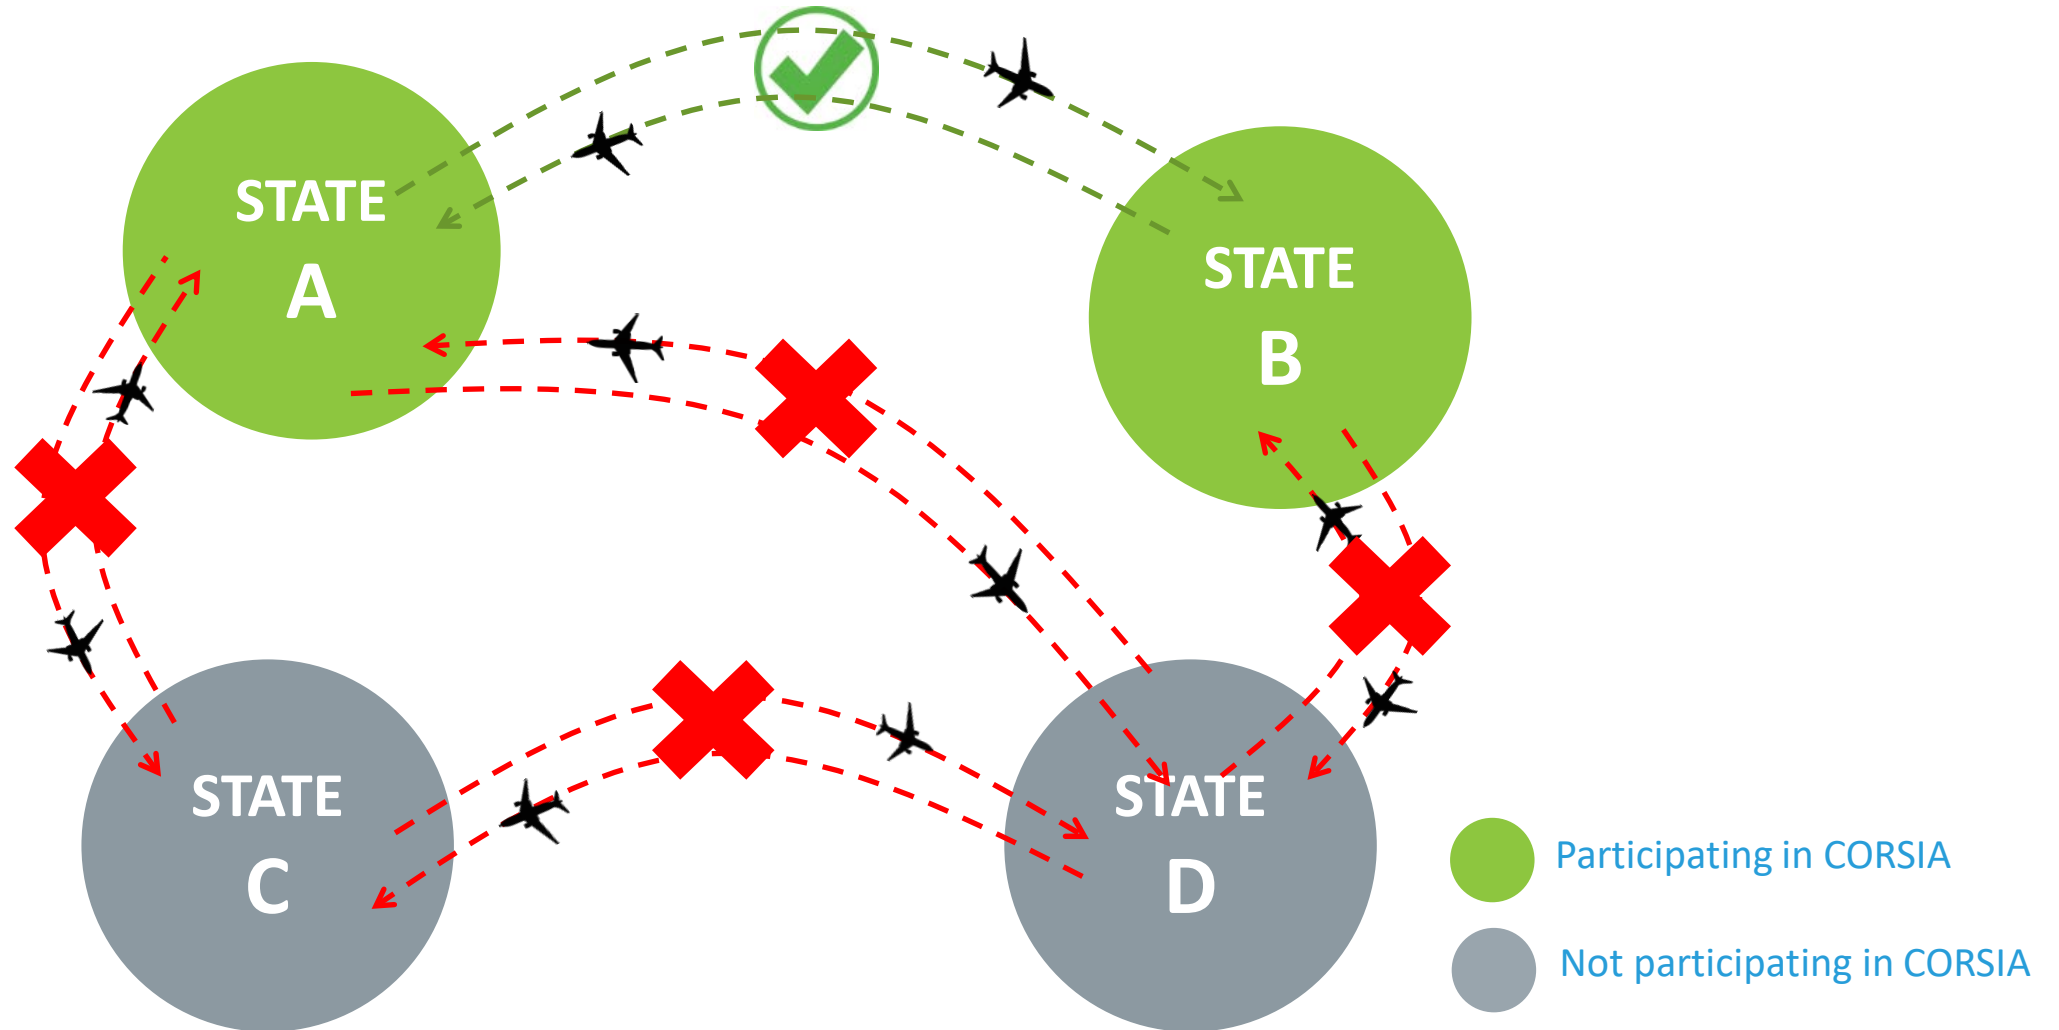 STATE
A
STATE
B
STATE
C
STATE
D
Participating in CORSIA
Not participating in CORSIA